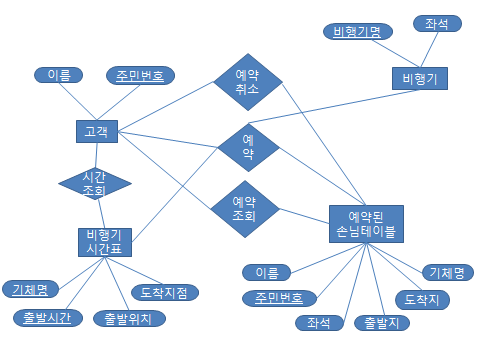 비행기명
좌석
이름
주민번호
예약
취소
비행기
고객
예
약
시간
조회
예약
조회
비행기
시간표
예약된
손님테이블
이름
기체명
기체명
도착지점
주민번호
도착지
출발시간
출발위치
좌석
출발지